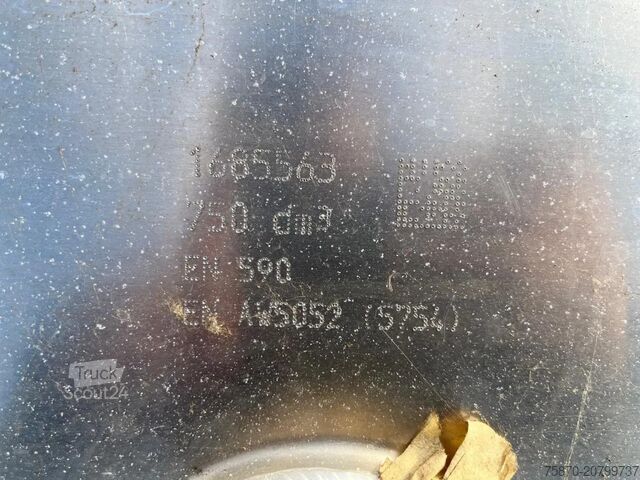 1685563
750 dm³
EN 590
EN AW5052 (5754)
Truck
Scout24
75870-20799737